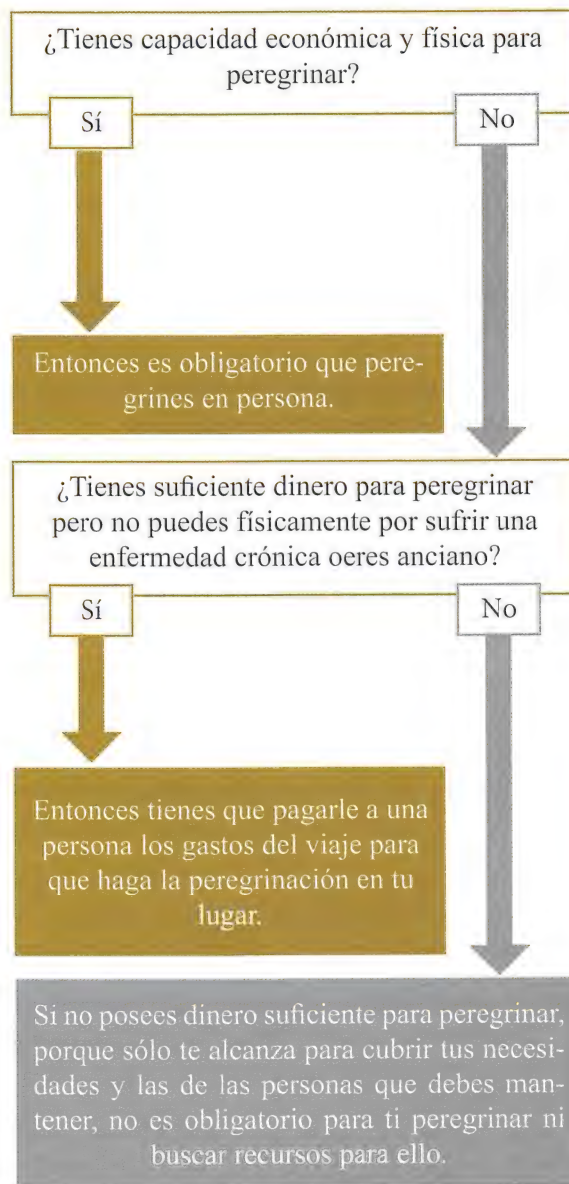 ¿Tienes capacidad económica y física para
peregrinar?
Sí
No
Entonces es obligatorio que pere-
grines en persona.
¿Tienes suficiente dinero para peregrinar
pero no puedes físicamente por sufrir una
enfermedad crónica oeres anciano?
Sí
No
Entonces tienes que pagarle a una
persona los gastos del viaje para
que haga la peregrinación en tu
lugar.
Si no posees dinero suficiente para peregrinar,
porque sólo te alcanza para cubrir tus necesi-
dades y las de las personas que debes man-
tener, no es obligatorio para ti peregrinar ni
buscar recursos para ello.